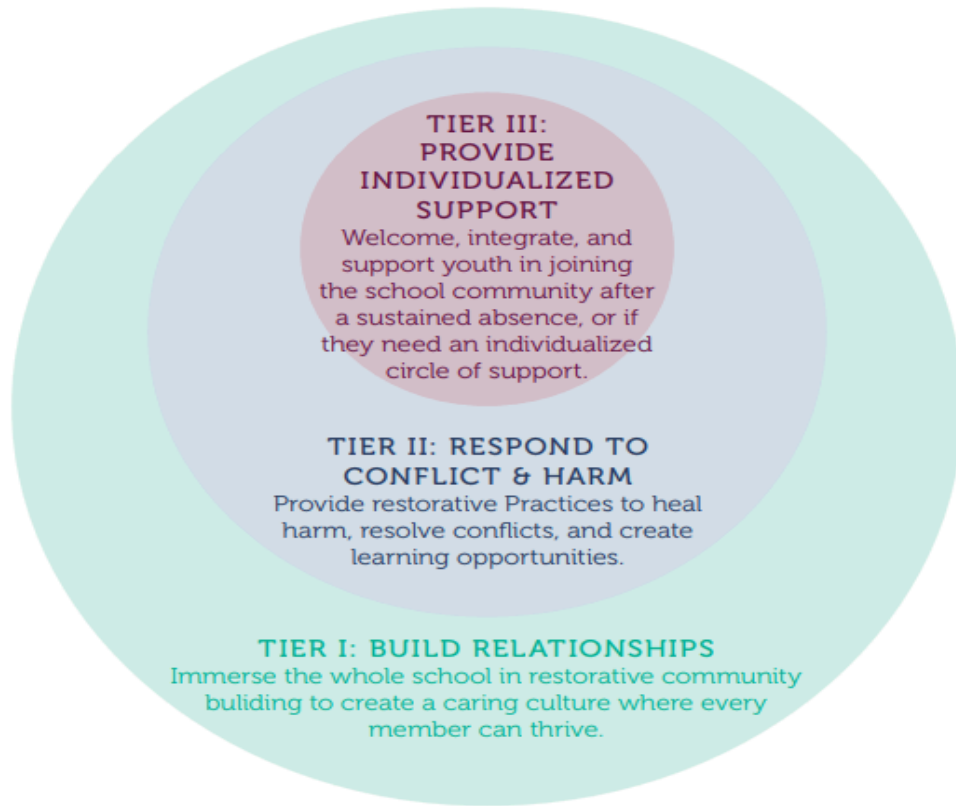 TIER III:
PROVIDE
INDIVIDUALIZED
SUPPORT
Welcome, integrate, and
support youth in joining
the school community after
a sustained absence, or if
they need an individualized
circle of support.
TIER II: RESPOND TO
CONFLICT & HARM
Provide restorative Practices to heal
harm, resolve conflicts, and create
learning opportunities.
TIER I: BUILD RELATIONSHIPS
Immerse the whole school in restorative community
buliding to create a caring culture where every
member can thrive.